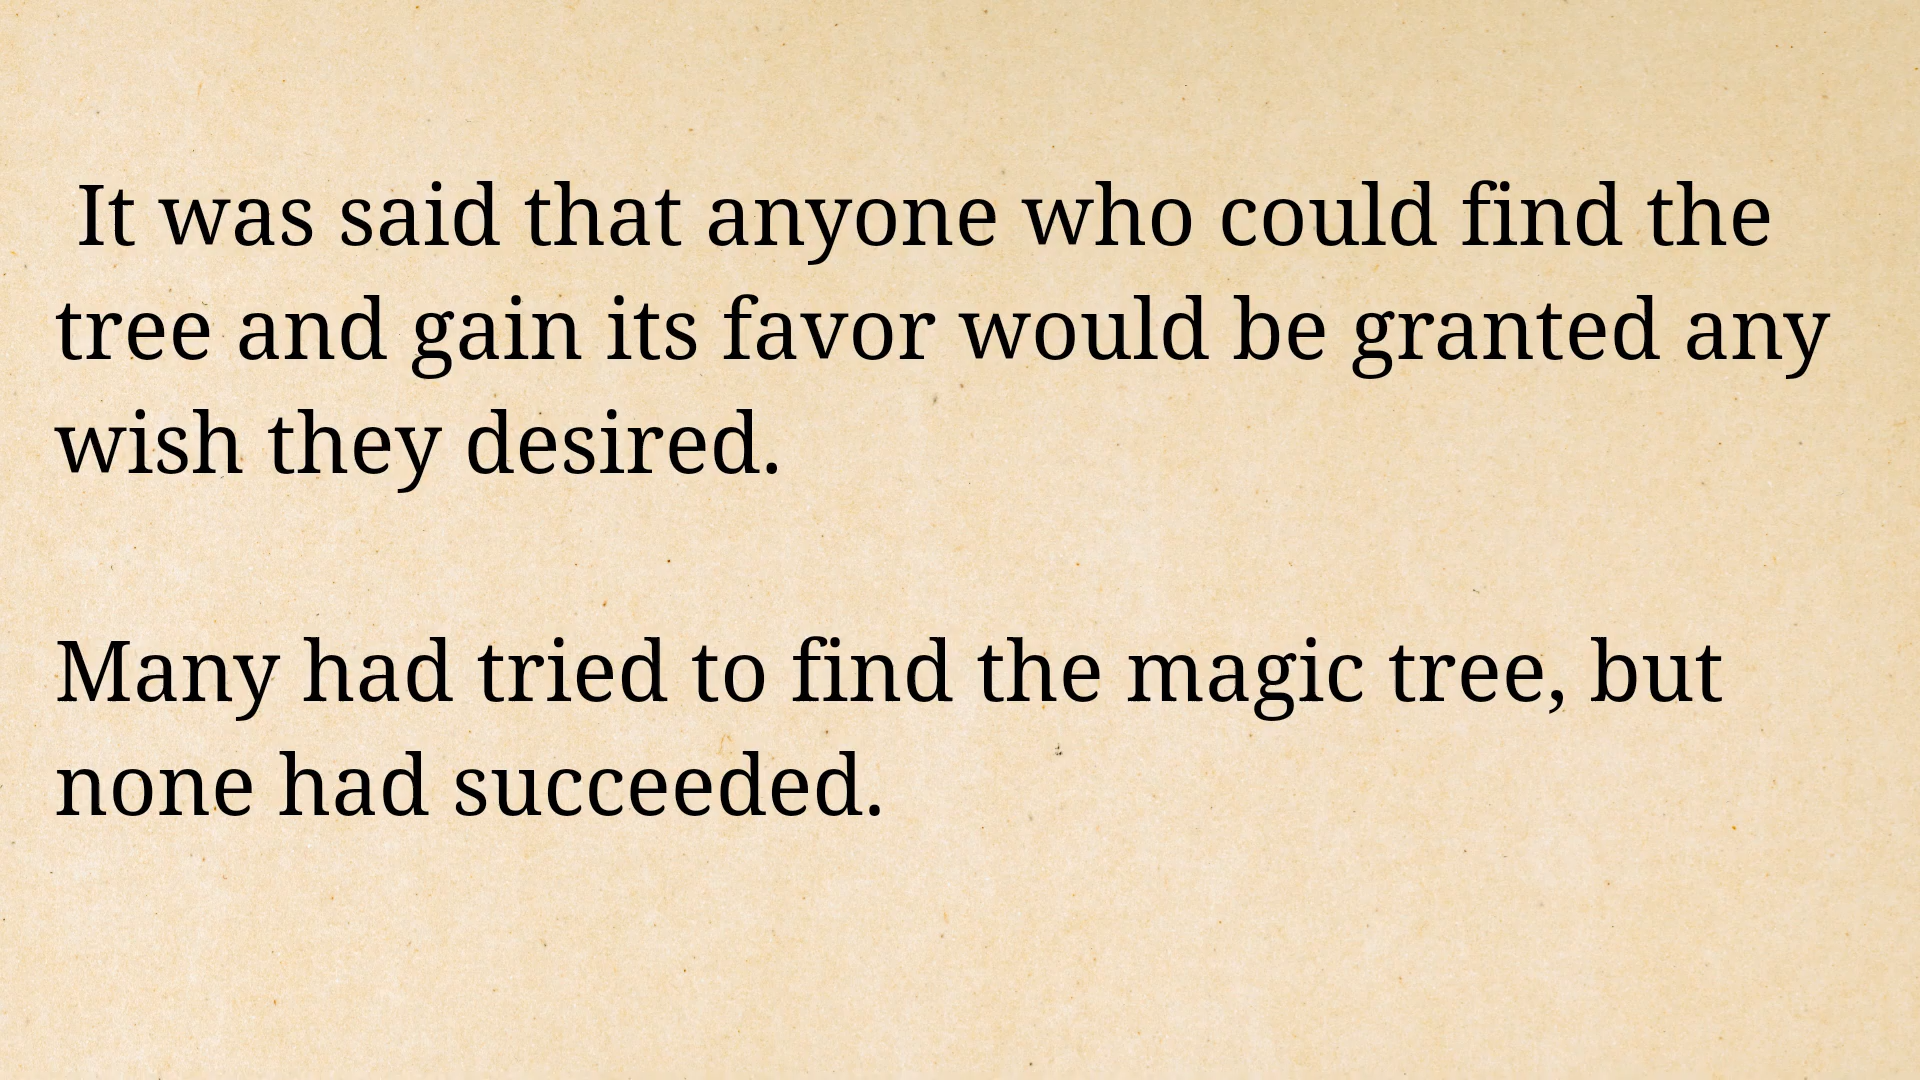 It was said that anyone who could find the
tree and gain its favor would be granted any
wish they desired.
Many had tried to find the magic tree, but
none had succeeded.